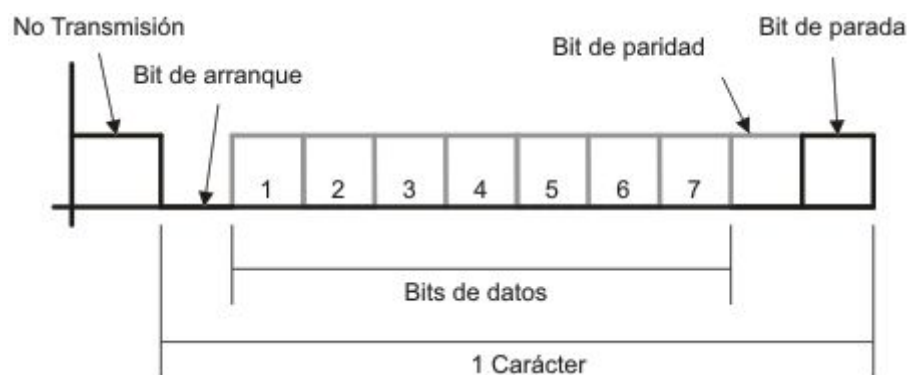 No Transmisión
Bit de arranque
Bit de paridad
Bit de parada
1 2 3 4 5 6 7
Bits de datos
1 Carácter